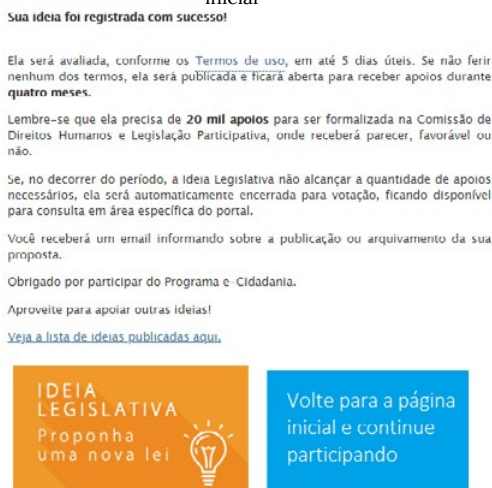 inicial
Sua ideia foi registrada com sucesso!
Ela será avaliada, conforme os Termos de uso, em até 5 dias úteis. Se não ferir
nenhum dos termos, ela será publicada e ficará aberta para receber apoios durante
quatro meses.
Lembre-se que ela precisa de 20 mil apoios para ser formalizada na Comissão de
Direitos Humanos e Legislação Participativa, onde receberá parecer, favorável ou
não.
Se, no decorrer do período, a Ideia Legislativa não alcançar a quantidade de apoios
necessários, ela será automaticamente encerrada para votação, ficando disponível
para consulta em área específica do portal.
Você receberá um email informando sobre a publicação ou arquivamento da sua
proposta.
Obrigado por participar do Programa e-Cidadania.
Aproveite para apoiar outras ideias!
Veja a lista de ideias publicadas aqui.
IDEIA
LEGISLATIVA
Proponha
uma nova lei
Volte para a página
inicial e continue
participando